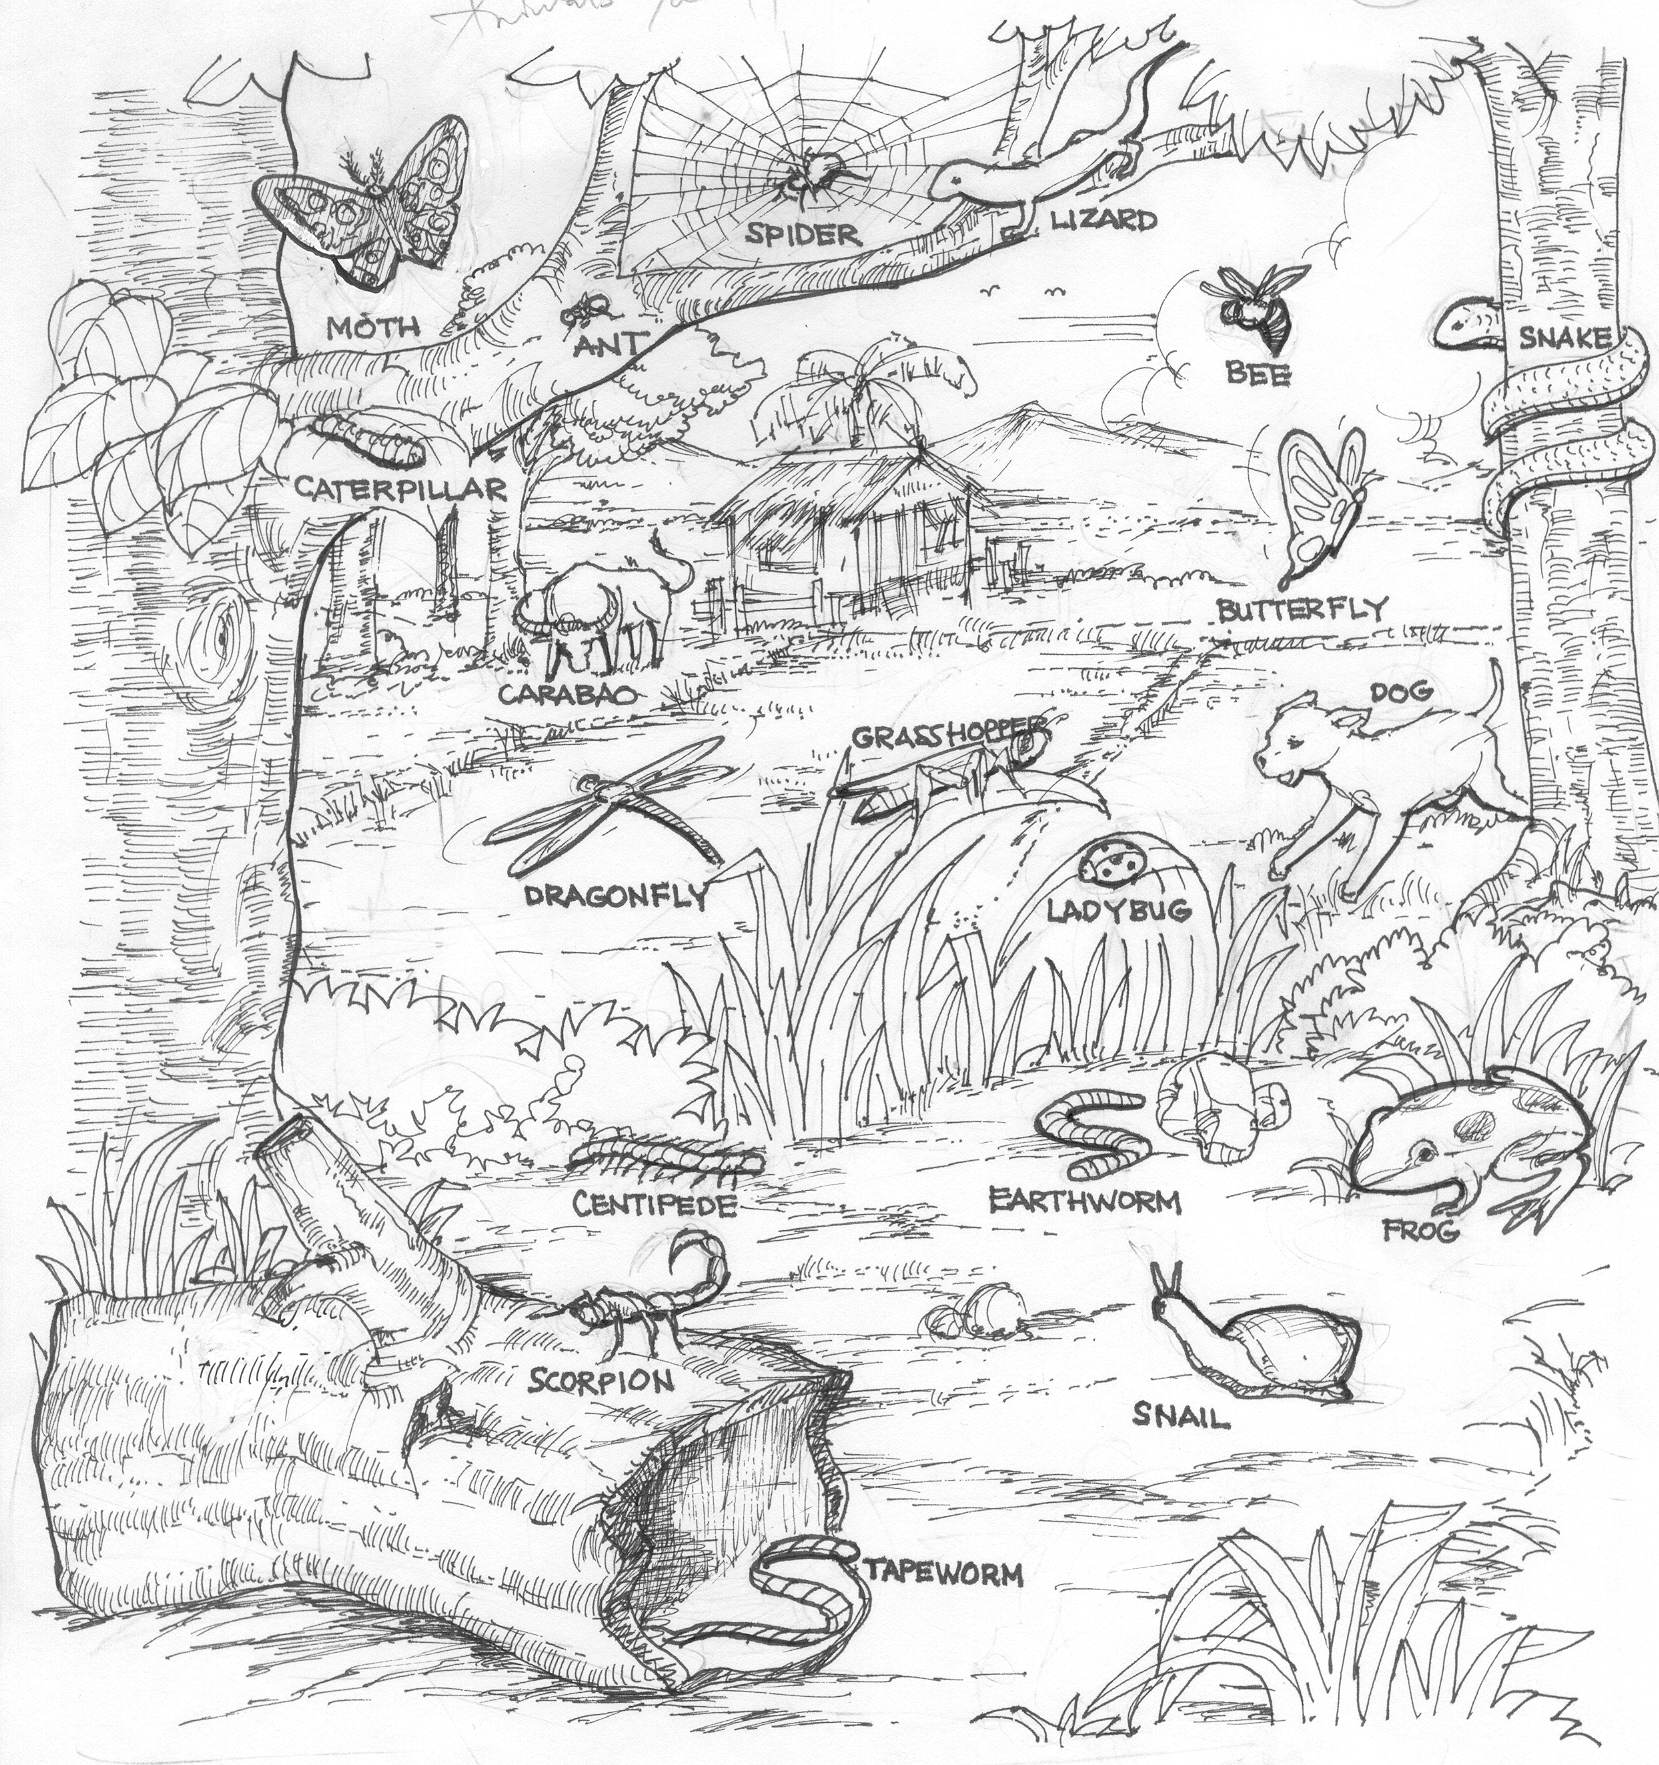 Animals
SPIDER
LIZARD
MOTH
ANT
BEE
SNAKE
CATERPILLAR
BUTTERFLY
CARABAO
DOG
GRASSHOPPER
DRAGONFLY
LADYBUG
CENTIPEDE
EARTHWORM
FROG
SCORPION
SNAIL
TAPEWORM